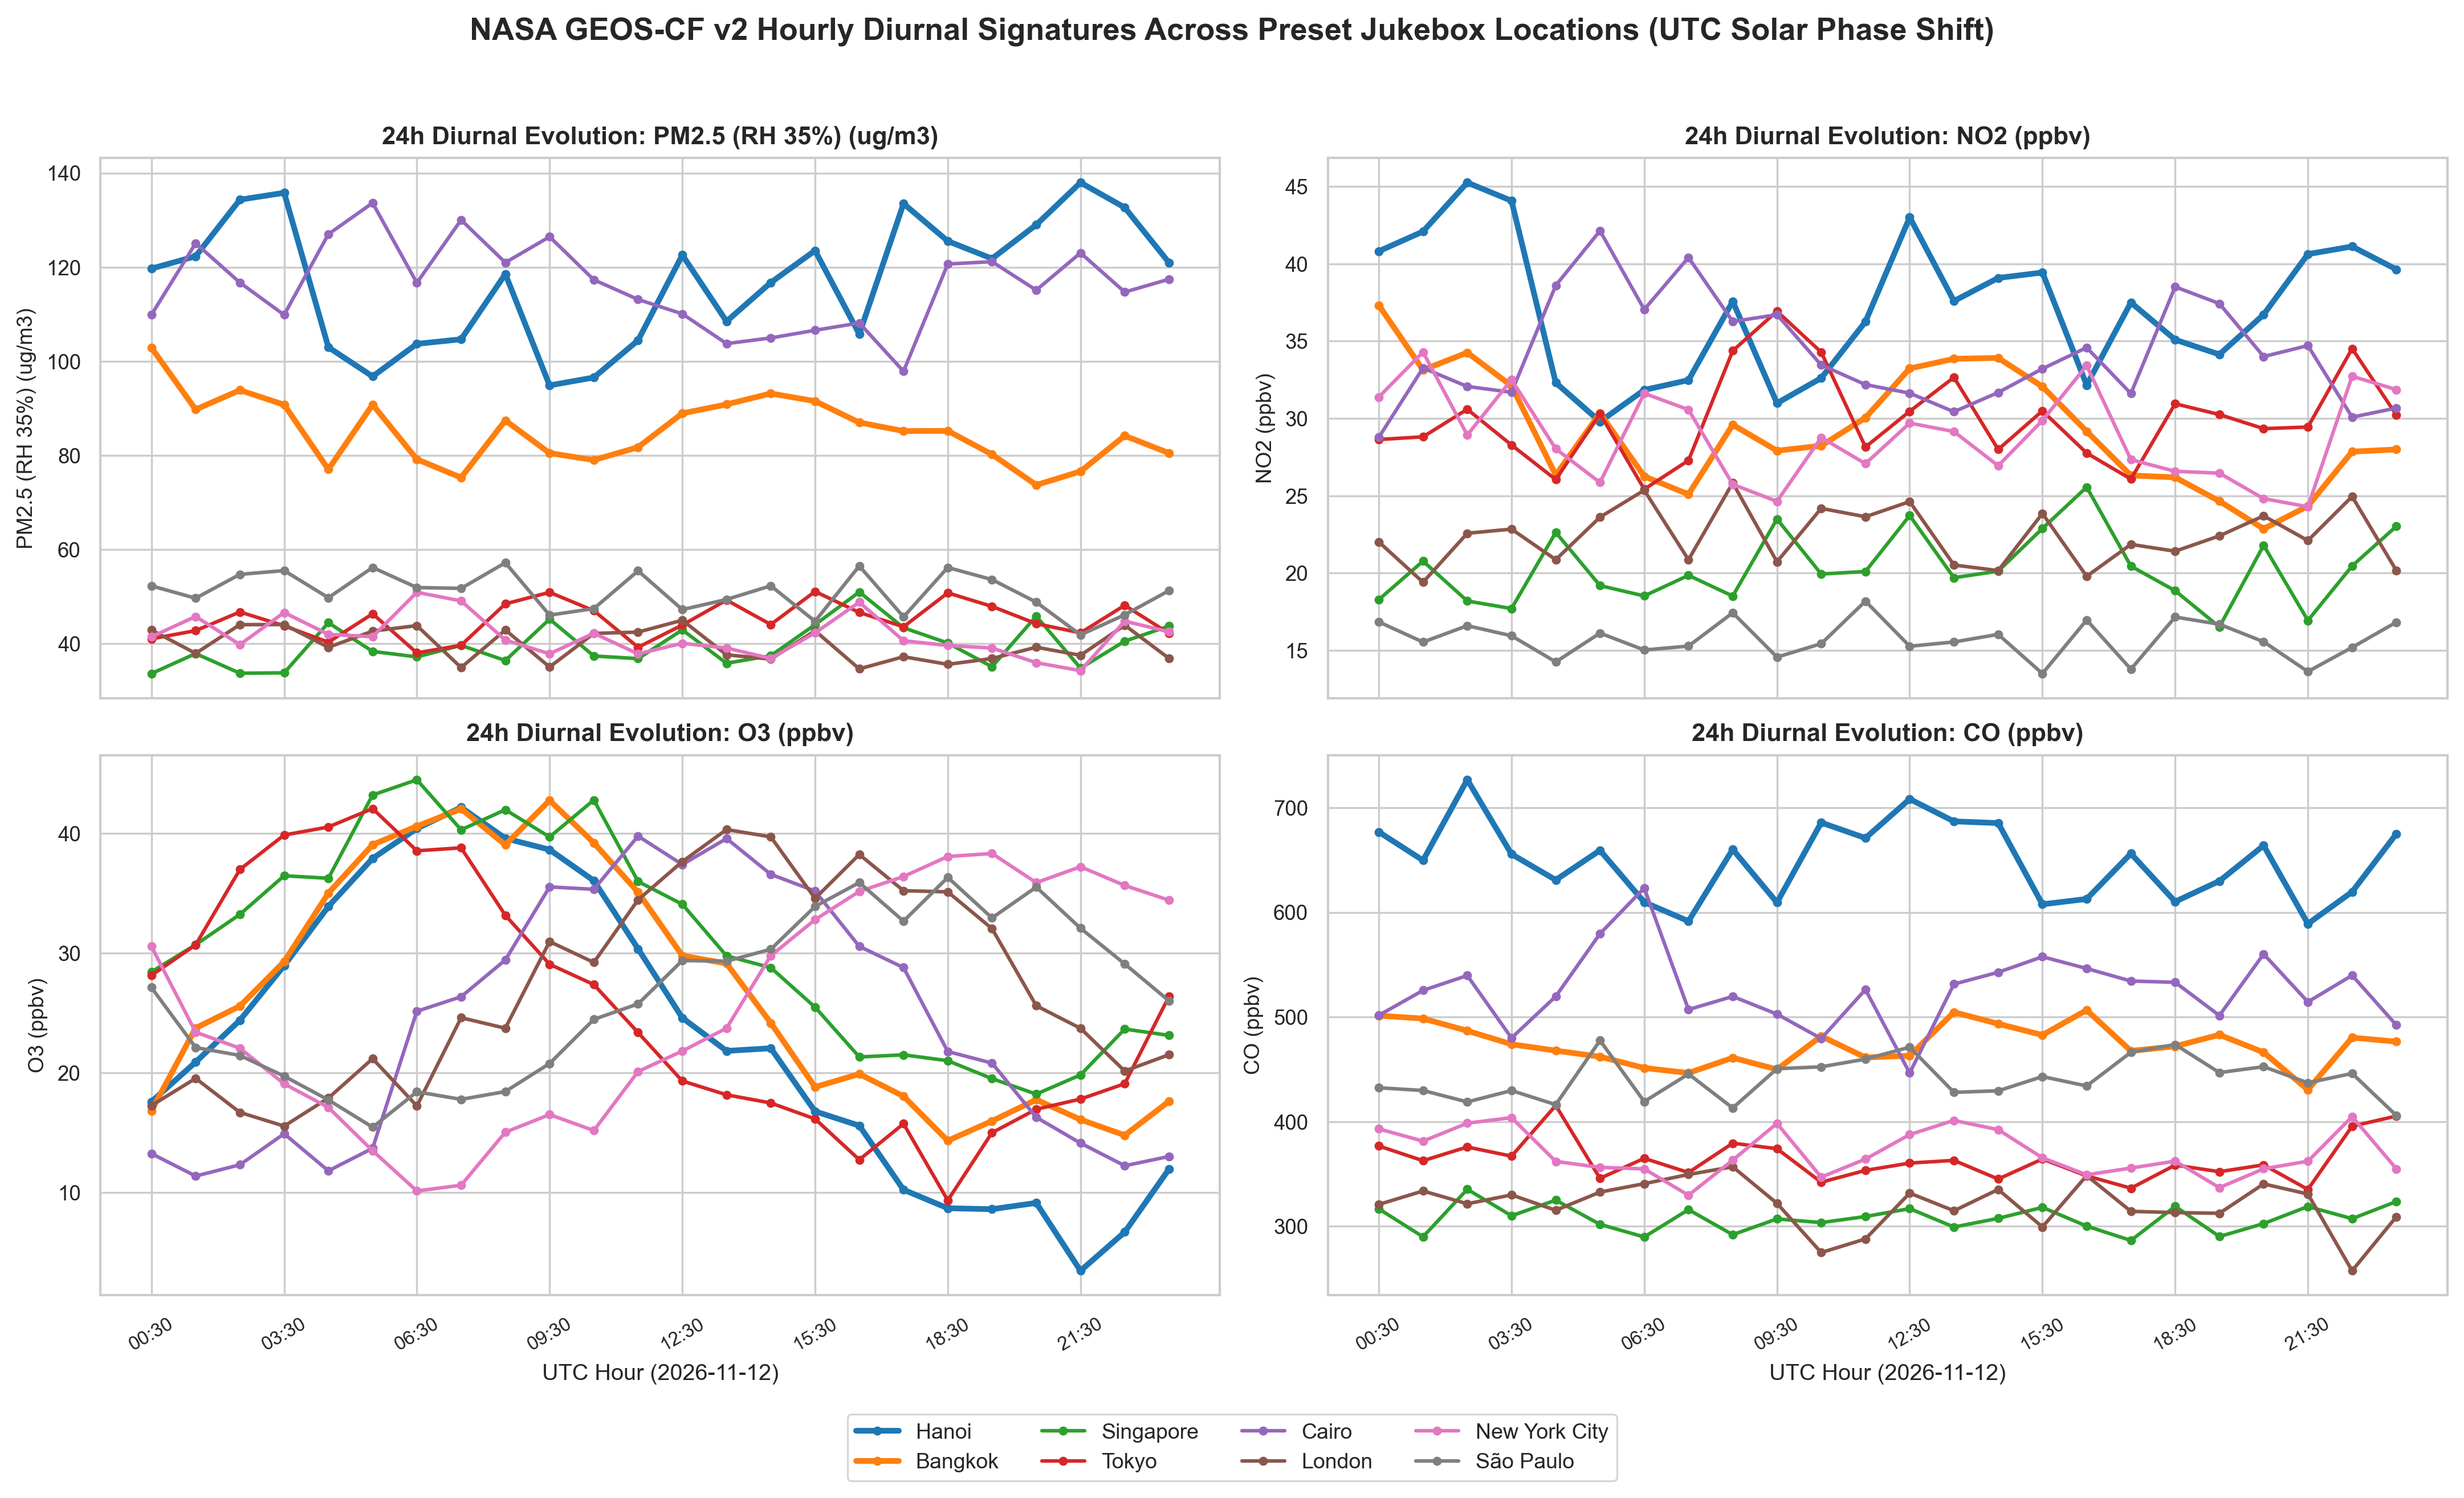 NASA GEOS-CF v2 Hourly Diurnal Signatures Across Preset Jukebox Locations (UTC Solar Phase Shift)
24h Diurnal Evolution: PM2.5 (RH 35%) (ug/m3)
PM2.5 (RH 35%) (ug/m3)
140
120
100
80
60
40
24h Diurnal Evolution: NO2 (ppbv)
NO2 (ppbv)
45
40
35
30
25
20
15
24h Diurnal Evolution: O3 (ppbv)
O3 (ppbv)
40
30
20
10
00:30
03:30
06:30
09:30
12:30
15:30
18:30
21:30
UTC Hour (2026-11-12)
24h Diurnal Evolution: CO (ppbv)
CO (ppbv)
700
600
500
400
300
00:30
03:30
06:30
09:30
12:30
15:30
18:30
21:30
UTC Hour (2026-11-12)
Hanoi
Bangkok
Singapore
Tokyo
Cairo
London
New York City
São Paulo